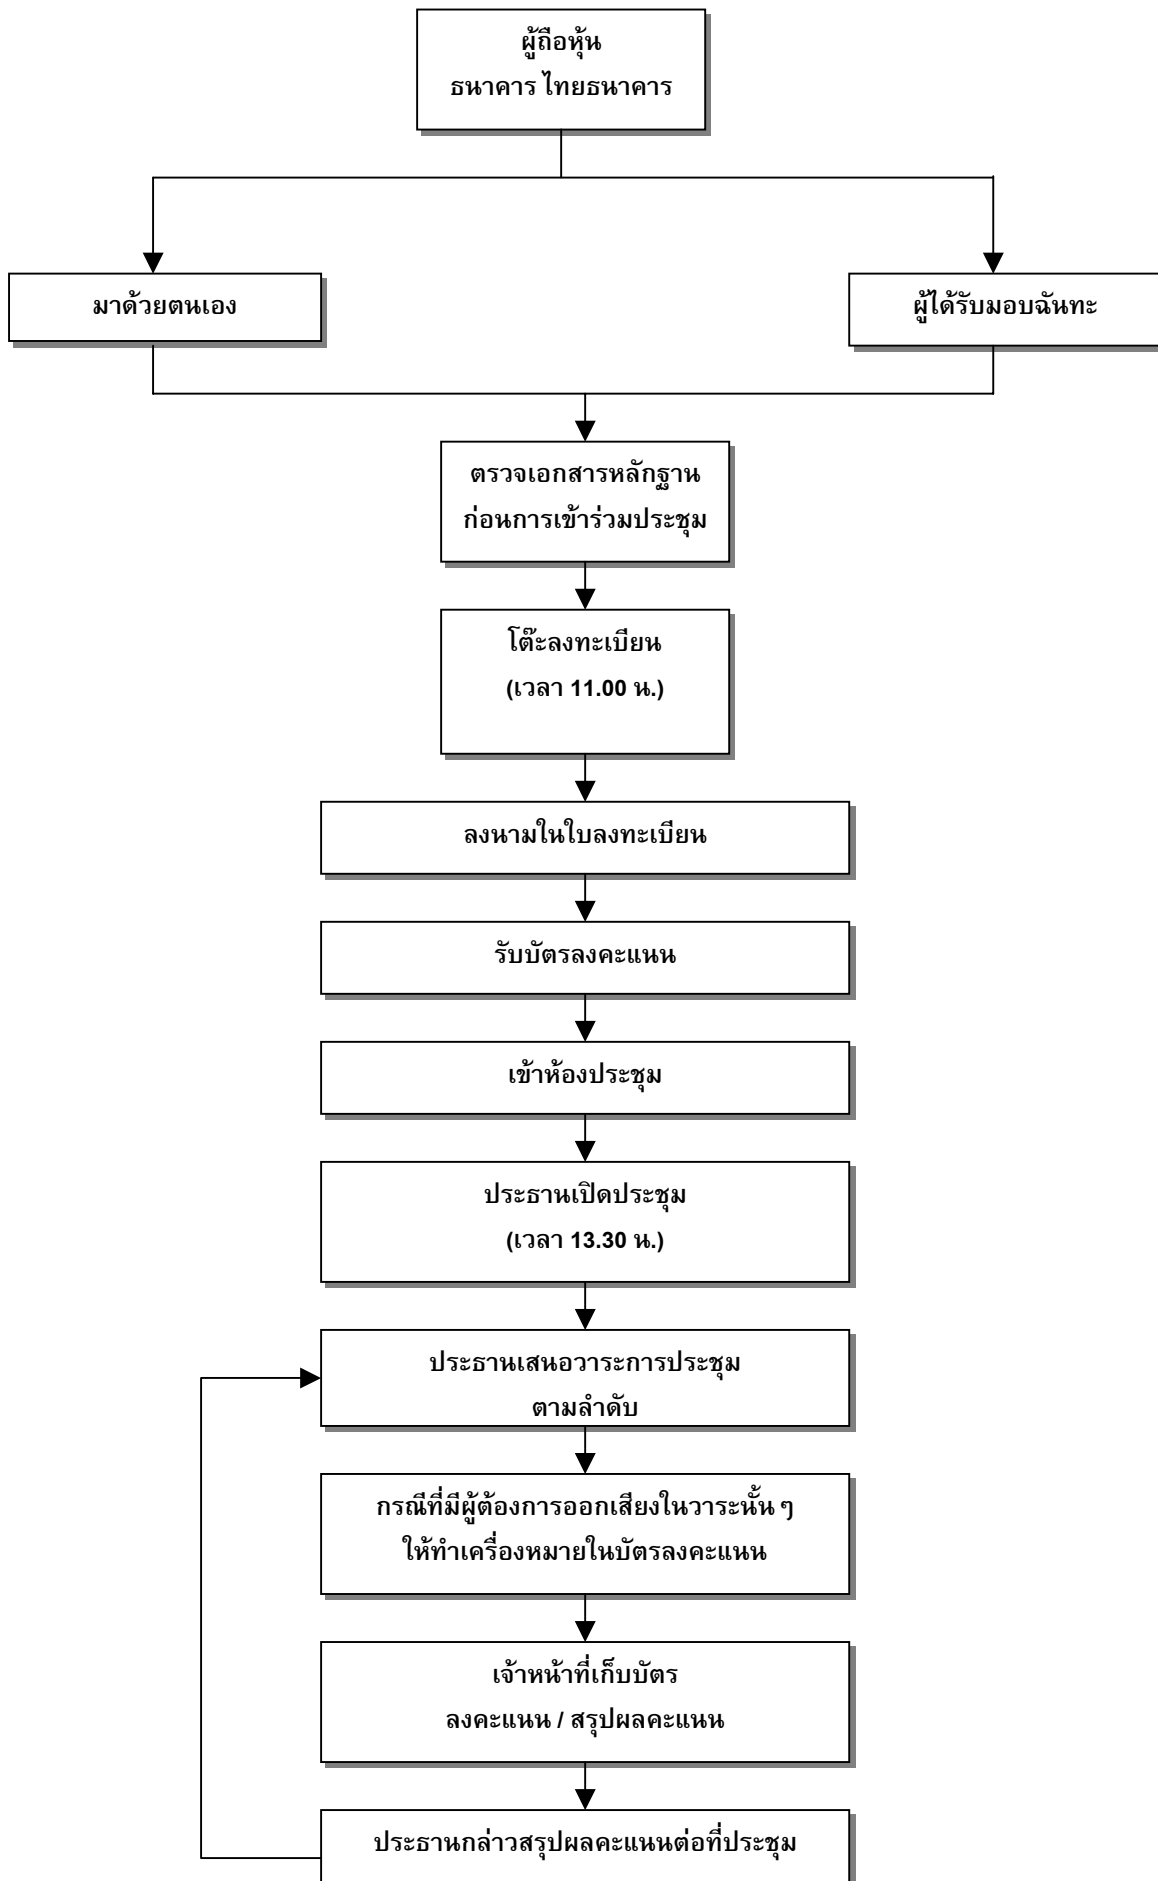 ผู้ถือหุ้น
ธนาคาร ไทยธนาคาร
มาด้วยตนเอง
ผู้ได้รับมอบฉันทะ
ตรวจเอกสารหลักฐาน
ก่อนการเข้าร่วมประชุม
โต๊ะลงทะเบียน
(เวลา 11.00 น.)
ลงนามในใบลงทะเบียน
รับบัตรลงคะแนน
เข้าห้องประชุม
ประธานเปิดประชุม
(เวลา 13.30 น.)
ประธานเสนอวาระการประชุม
ตามลำดับ
กรณีที่มีผู้ต้องการออกเสียงในวาระนั้น ๆ
ให้ทำเครื่องหมายในบัตรลงคะแนน
เจ้าหน้าที่เก็บบัตร
ลงคะแนน / สรุปผลคะแนน
ประธานกล่าวสรุปผลคะแนนต่อที่ประชุม